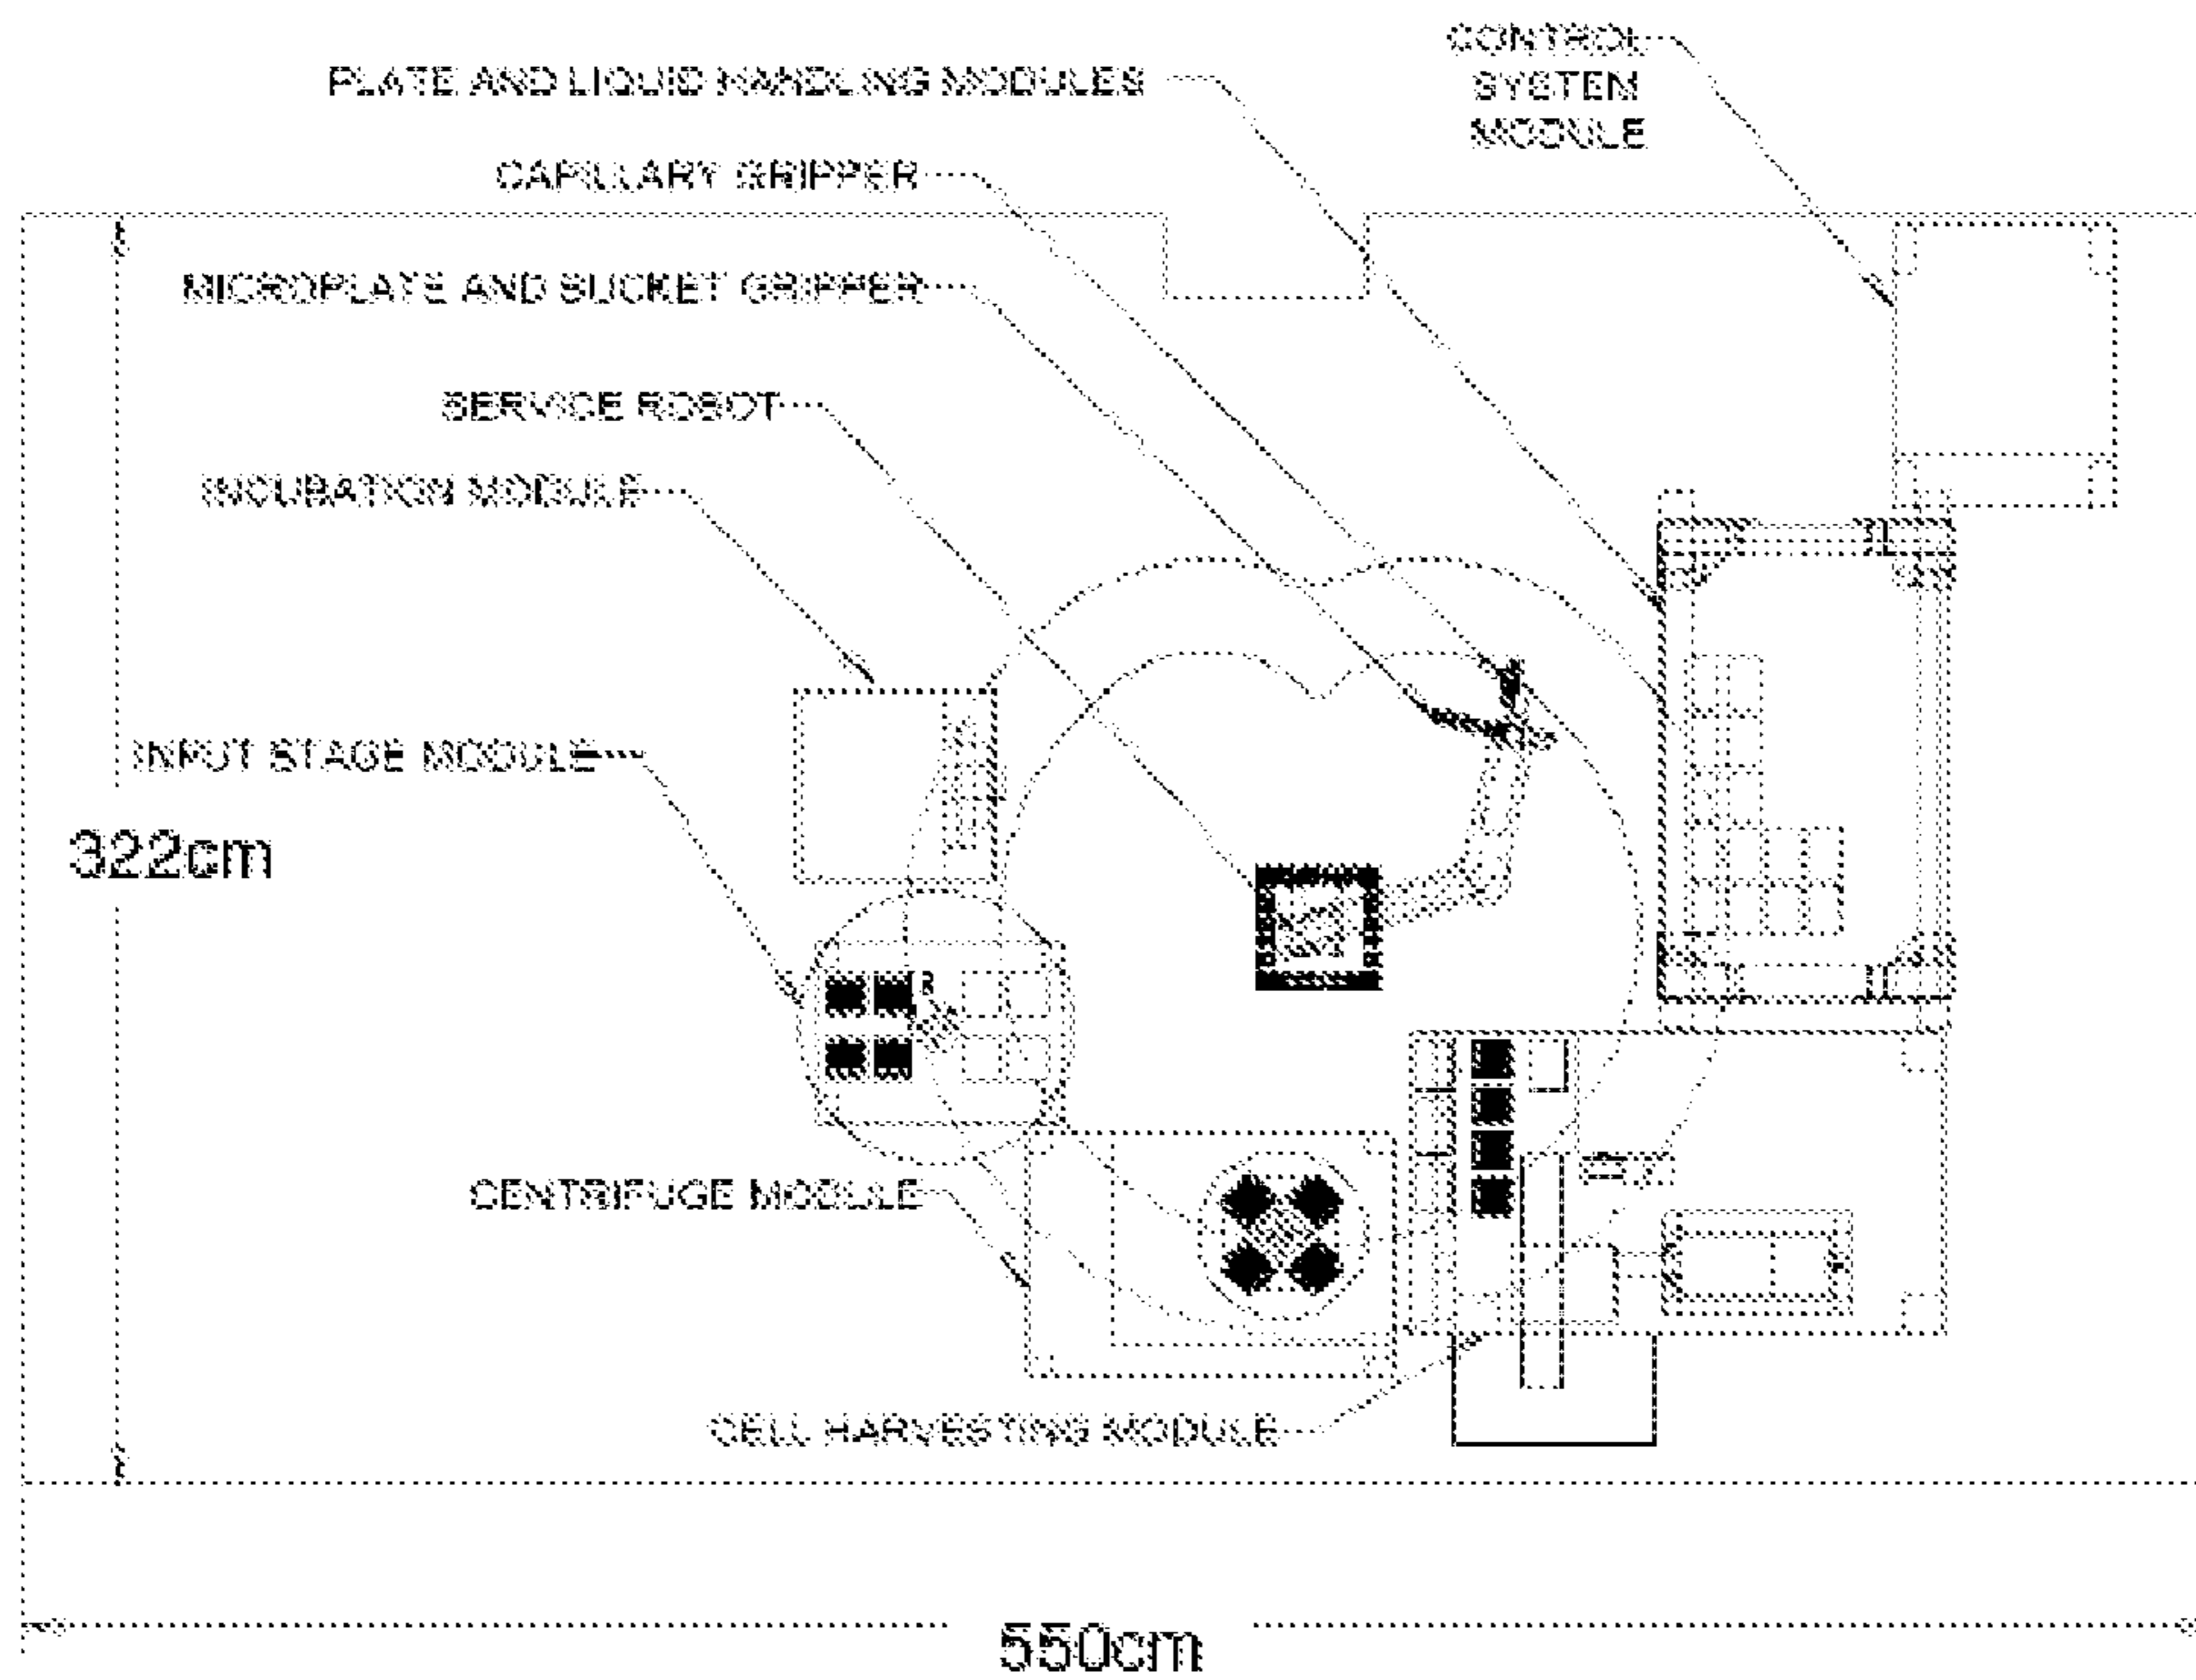 CONTROL
SYSTEM
MODULE
PLATE AND LIQUID HANDLING MODULES
CAPILLARY GRIPPER
MICROPLATE AND BUCKET GRIPPER
SERVICE ROBOT
INCUBATION MODULE
INPUT STAGE MODULE
322cm
R
CENTRIFUGE MODULE
CELL HARVESTING MODULE
550cm